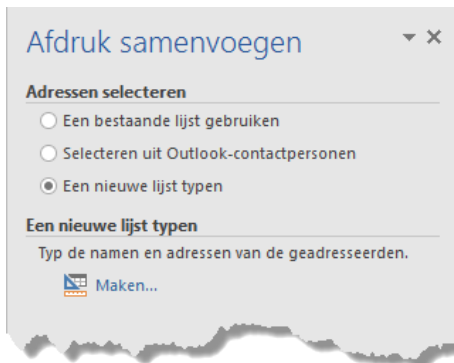 Afdruk samenvoegen
Adressen selecteren
Een bestaande lijst gebruiken
Selecteren uit Outlook-contactpersonen
Een nieuwe lijst typen
Een nieuwe lijst typen
Typ de namen en adressen van de geadresseerden.
Maken...